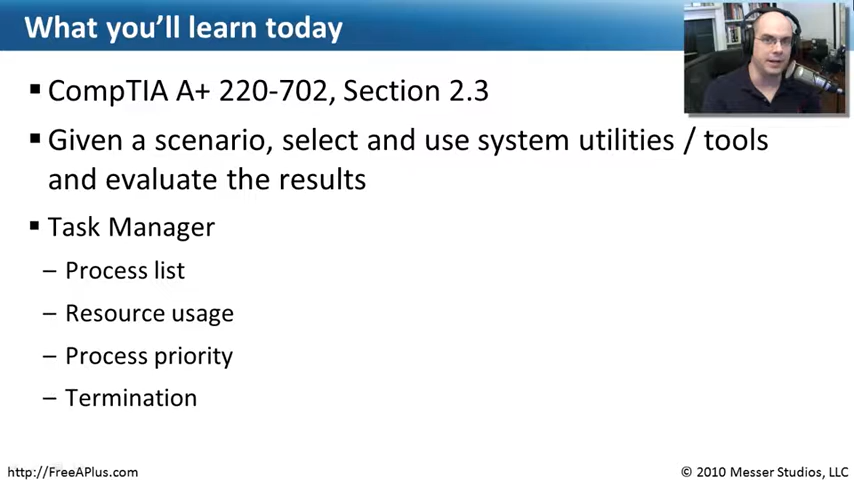 What you'll learn today
▪ CompTIA A+ 220-702, Section 2.3
▪ Given a scenario, select and use system utilities / tools
and evaluate the results
▪ Task Manager
– Process list
– Resource usage
– Process priority
– Termination
http://FreeAPlus.com
© 2010 Messer Studios, LLC